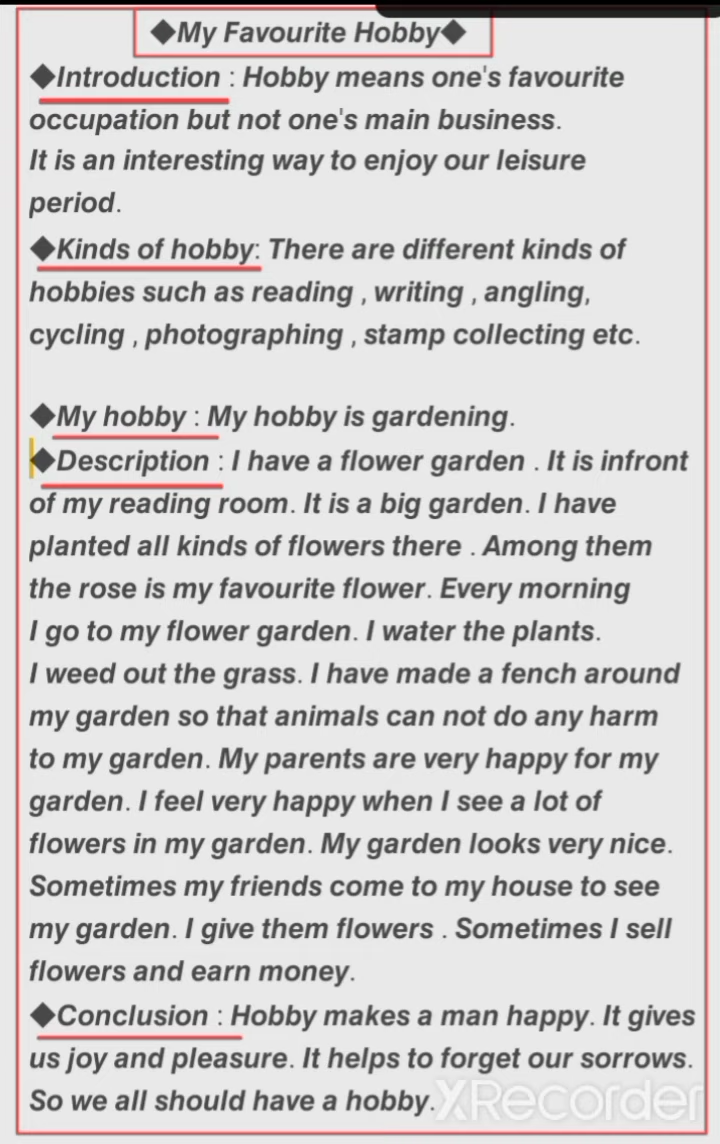 ◆My Favourite Hobby◆
◆Introduction : Hobby means one's favourite
occupation but not one's main business.
It is an interesting way to enjoy our leisure
period.
◆Kinds of hobby: There are different kinds of
hobbies such as reading , writing , angling,
cycling , photographing , stamp collecting etc.
◆My hobby : My hobby is gardening.
◆Description : I have a flower garden . It is infront
of my reading room. It is a big garden. I have
planted all kinds of flowers there . Among them
the rose is my favourite flower. Every morning
I go to my flower garden. I water the plants.
I weed out the grass. I have made a fench around
my garden so that animals can not do any harm
to my garden. My parents are very happy for my
garden. I feel very happy when I see a lot of
flowers in my garden. My garden looks very nice.
Sometimes my friends come to my house to see
my garden. I give them flowers . Sometimes I sell
flowers and earn money.
◆Conclusion : Hobby makes a man happy. It gives
us joy and pleasure. It helps to forget our sorrows.
So we all should have a hobby.
XRecorder